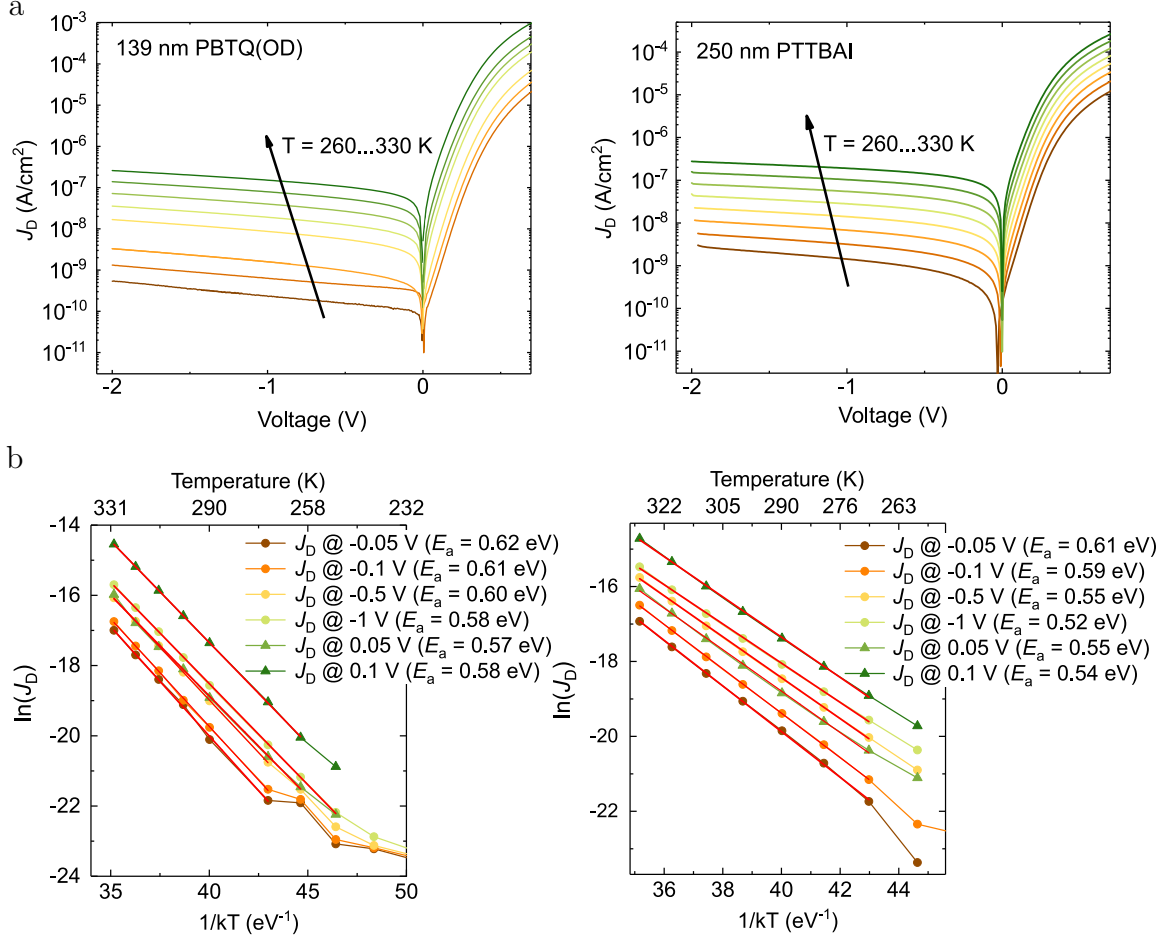 a
139 nm PBTQ(OD)
T = 260...330 K
J_D (A/cm²)
10⁻³
10⁻⁴
10⁻⁵
10⁻⁶
10⁻⁷
10⁻⁸
10⁻⁹
10⁻¹⁰
10⁻¹¹
-2 -1 0
Voltage (V)
250 nm PTTBAI
T = 260...330 K
J_D (A/cm²)
10⁻⁴
10⁻⁵
10⁻⁶
10⁻⁷
10⁻⁸
10⁻⁹
10⁻¹⁰
10⁻¹¹
-2 -1 0
Voltage (V)
b
Temperature (K)
331 290 258 232
ln(J_D)
-14
-16
-18
-20
-22
-24
J_D @ -0.05 V (E_a = 0.62 eV)
J_D @ -0.1 V (E_a = 0.61 eV)
J_D @ -0.5 V (E_a = 0.60 eV)
J_D @ -1 V (E_a = 0.58 eV)
J_D @ 0.05 V (E_a = 0.57 eV)
J_D @ 0.1 V (E_a = 0.58 eV)
35 40 45 50
1/kT (eV⁻¹)
Temperature (K)
322 305 290 276 263
ln(J_D)
-16
-18
-20
-22
J_D @ -0.05 V (E_a = 0.61 eV)
J_D @ -0.1 V (E_a = 0.59 eV)
J_D @ -0.5 V (E_a = 0.55 eV)
J_D @ -1 V (E_a = 0.52 eV)
J_D @ 0.05 V (E_a = 0.55 eV)
J_D @ 0.1 V (E_a = 0.54 eV)
36 38 40 42 44
1/kT (eV⁻¹)